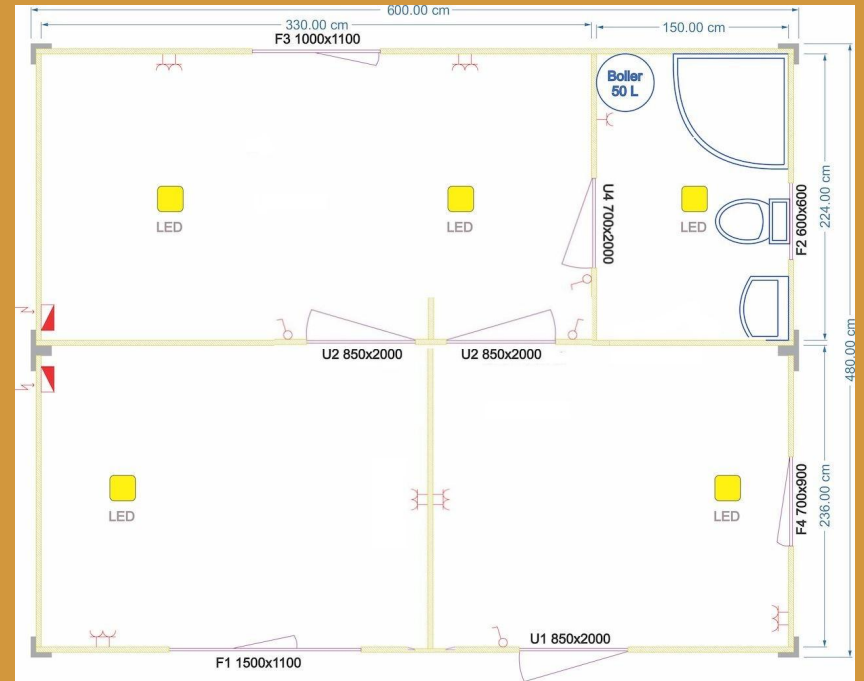 600.00 cm
330.00 cm
150.00 cm
F3 1000x1100
Boller
50 L
LED
LED
LED
U4 700x2000
F2 600x600
224.00 cm
480.00 cm
U2 850x2000
U2 850x2000
LED
LED
F4 700x900
236.00 cm
U1 850x2000
F1 1500x1100